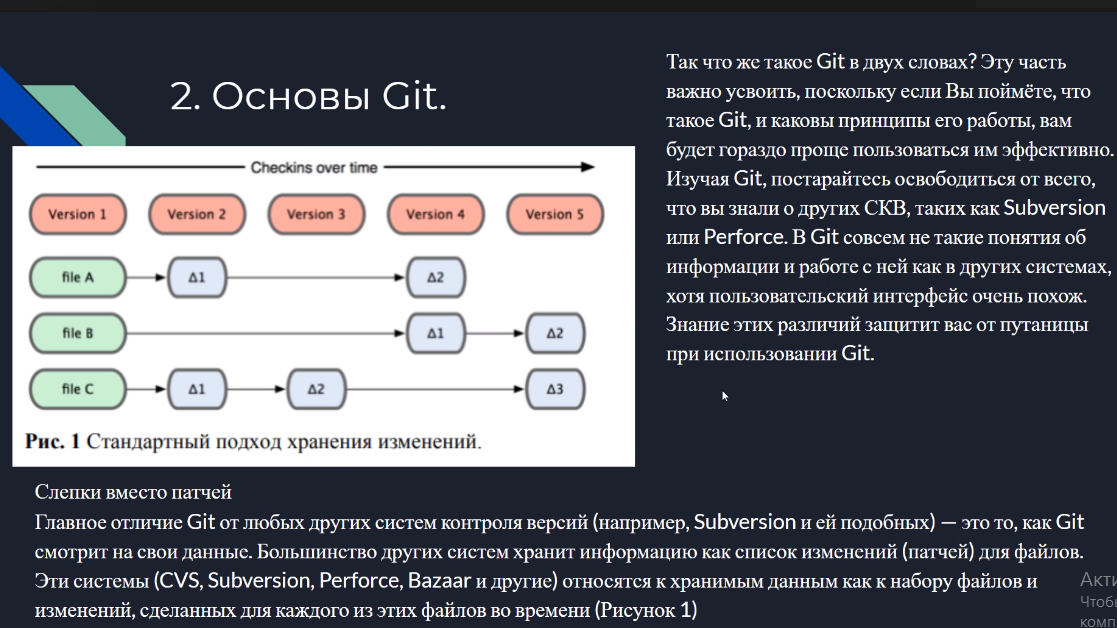 2. Основы Git.
Checkins over time
Version 1 Version 2 Version 3 Version 4 Version 5
file A Δ1 Δ2
file B Δ1 Δ2
file C Δ1 Δ2 Δ3
Рис. 1 Стандартный подход хранения изменений.
Так что же такое Git в двух словах? Эту часть
важно усвоить, поскольку если Вы поймёте, что
такое Git, и каковы принципы его работы, вам
будет гораздо проще пользоваться им эффективно.
Изучая Git, постарайтесь освободиться от всего,
что вы знали о других СКВ, таких как Subversion
или Perforce. В Git совсем не такие понятия об
информации и работе с ней как в других системах,
хотя пользовательский интерфейс очень похож.
Знание этих различий защитит вас от путаницы
при использовании Git.
Слепки вместо патчей
Главное отличие Git от любых других систем контроля версий (например, Subversion и ей подобных) — это то, как Git
смотрит на свои данные. Большинство других систем хранит информацию как список изменений (патчей) для файлов.
Эти системы (CVS, Subversion, Perforce, Bazaar и другие) относятся к хранимым данным как к набору файлов и
изменений, сделанных для каждого из этих файлов во времени (Рисунок 1)